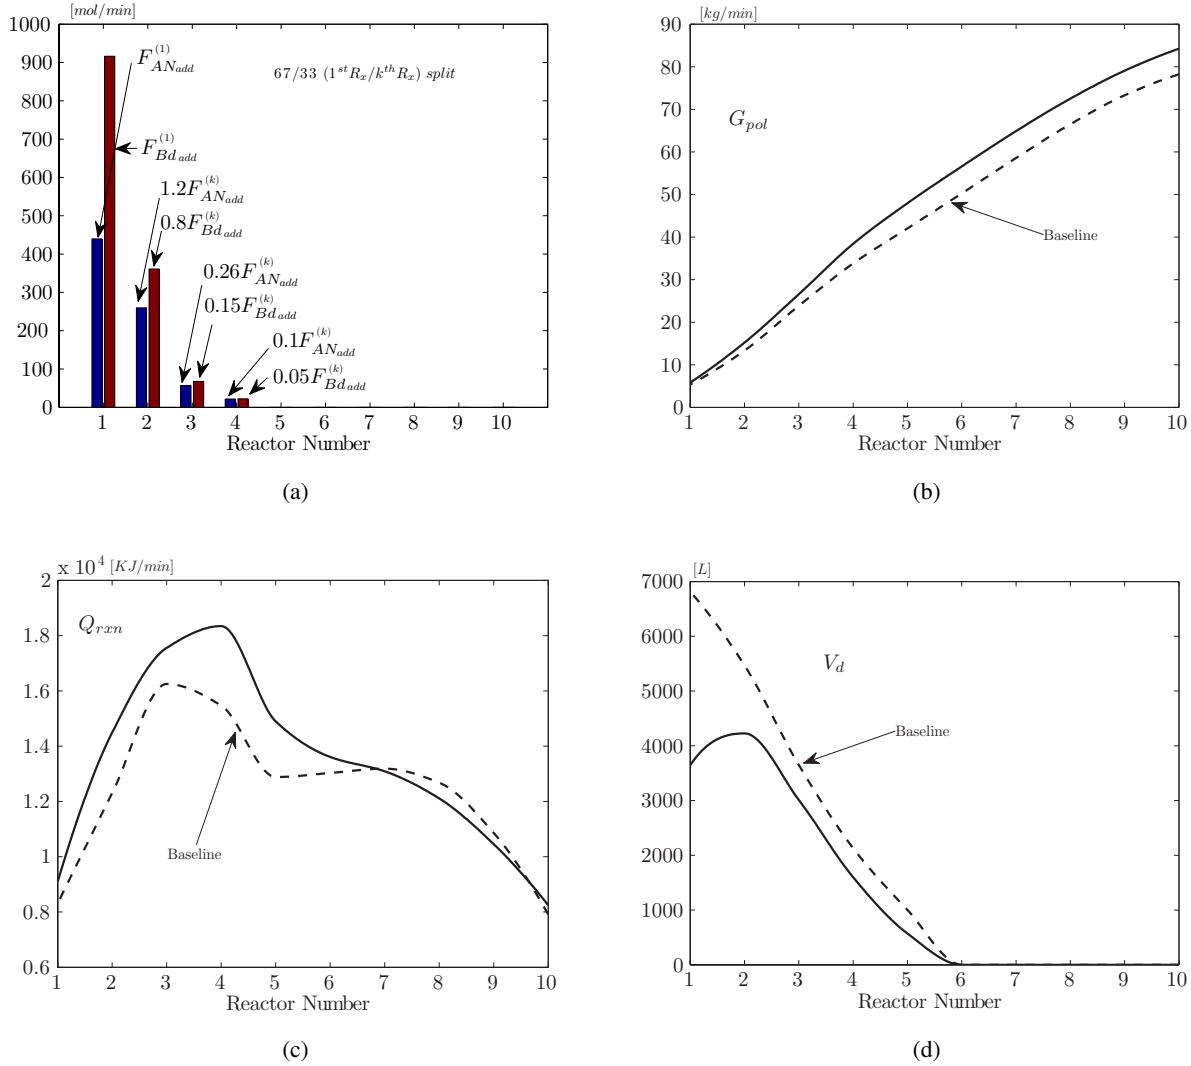 [mol/min]
1000
900
800
700
600
500
400
300
200
100
0
F_{AN_{add}}^{(1)}
67/33 (1^{st}R_x/k^{th}R_x) split
F_{Bd_{add}}^{(1)}
1.2F_{AN_{add}}^{(k)}
0.8F_{Bd_{add}}^{(k)}
0.26F_{AN_{add}}^{(k)}
0.15F_{Bd_{add}}^{(k)}
0.1F_{AN_{add}}^{(k)}
0.05F_{Bd_{add}}^{(k)}
1 2 3 4 5 6 7 8 9 10
Reactor Number
(a)
[kg/min]
90
80
70
60
50
40
30
20
10
0
G_{pol}
Baseline
1 2 3 4 5 6 7 8 9 10
Reactor Number
(b)
x 10^4 [KJ/min]
2
1.8
1.6
1.4
1.2
1
0.8
0.6
Q_{rxn}
Baseline
1 2 3 4 5 6 7 8 9 10
Reactor Number
(c)
[L]
7000
6000
5000
4000
3000
2000
1000
0
V_d
Baseline
1 2 3 4 5 6 7 8 9 10
Reactor Number
(d)